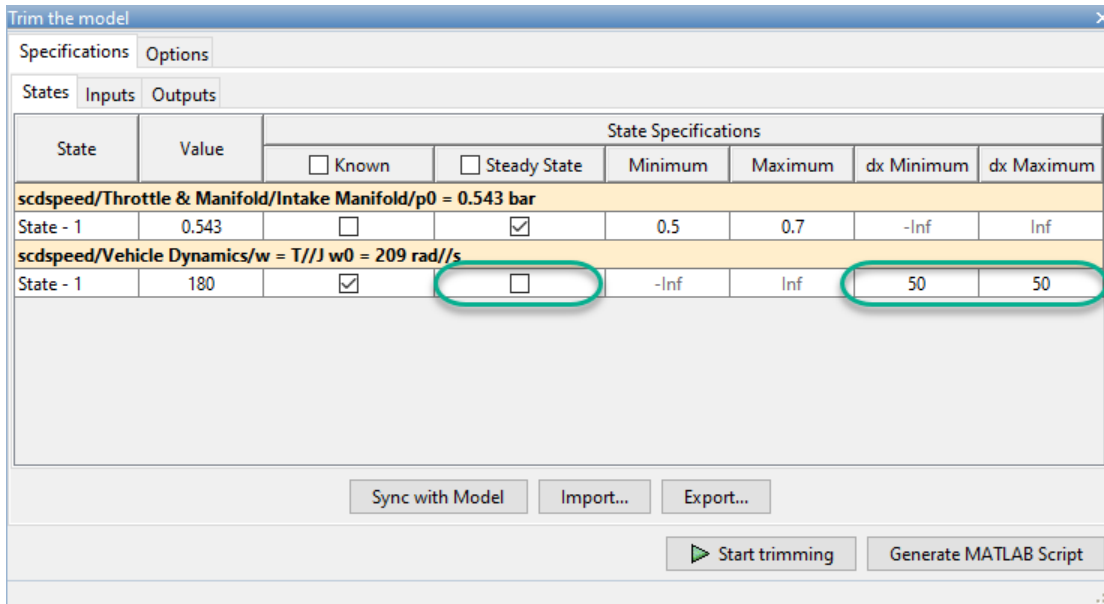 Trim the model
Specifications Options
States Inputs Outputs
State Value State Specifications
Known Steady State Minimum Maximum dx Minimum dx Maximum
scdspeed/Throttle & Manifold/Intake Manifold/p0 = 0.543 bar
State - 1 0.543 0.5 0.7 -Inf Inf
scdspeed/Vehicle Dynamics/w = T//J w0 = 209 rad//s
State - 1 180 -Inf Inf 50 50
Sync with Model Import... Export...
Start trimming Generate MATLAB Script